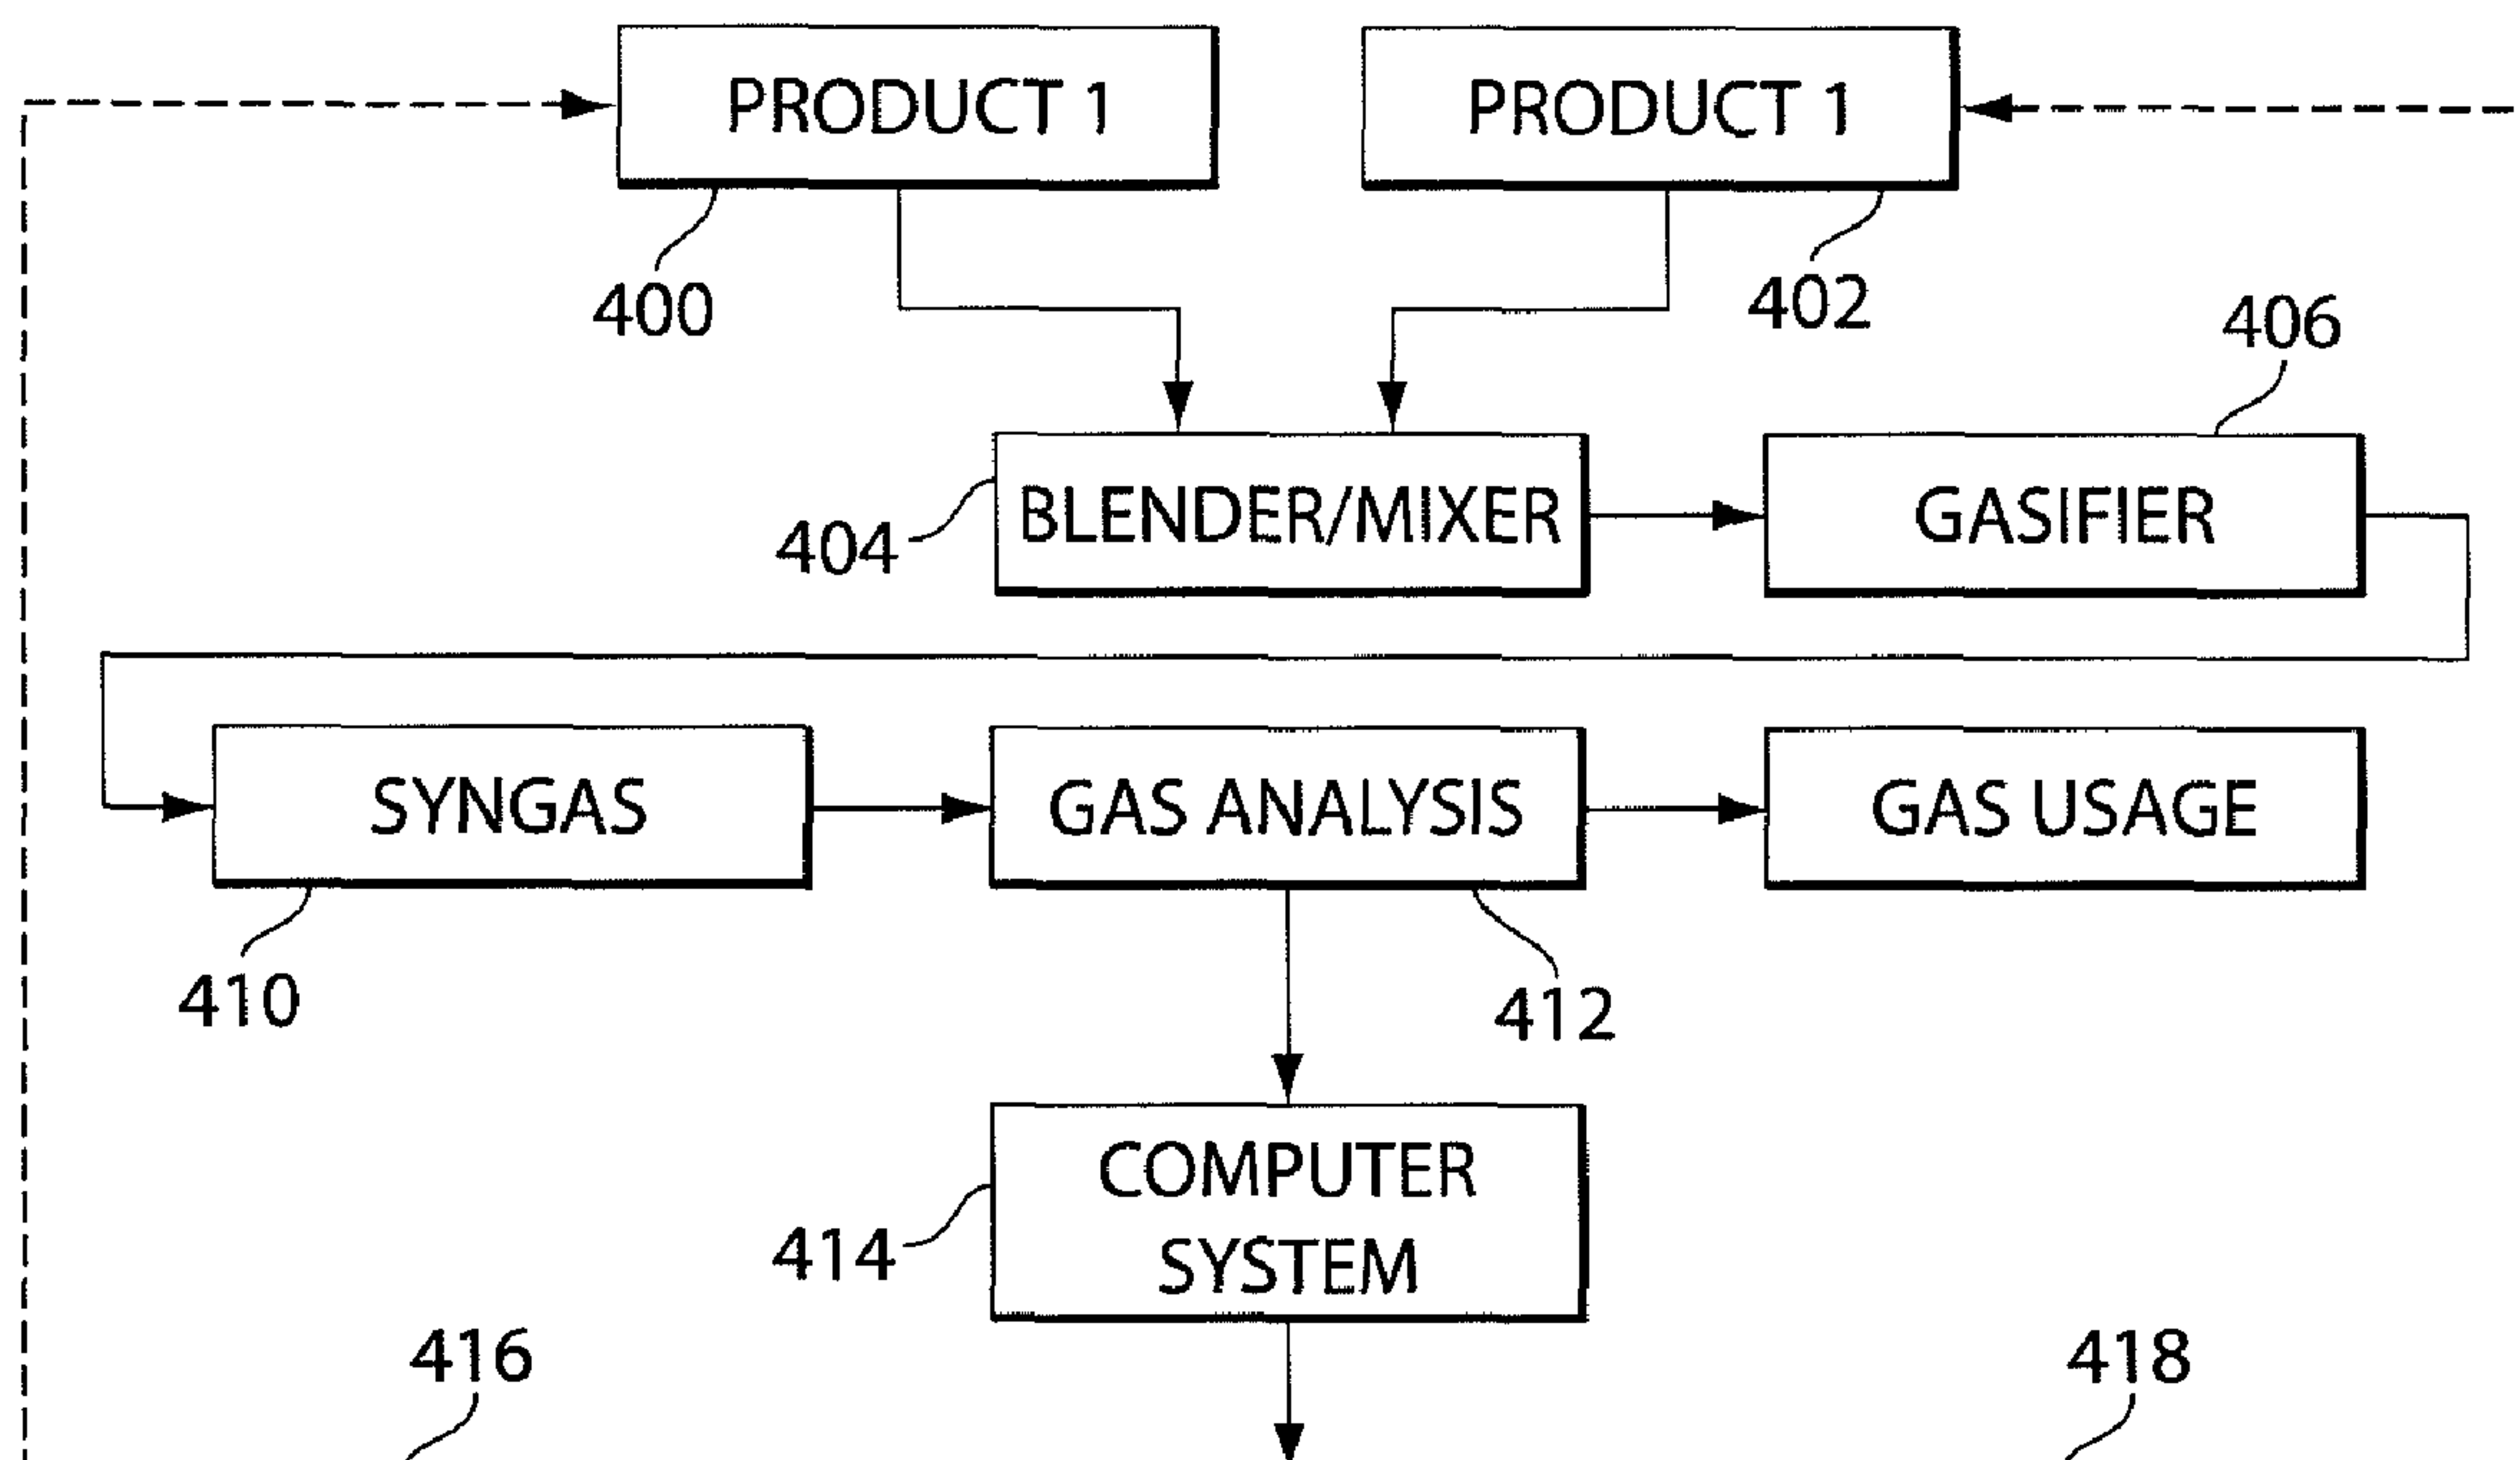 PRODUCT 1
PRODUCT 1
400
402
406
BLENDER/MIXER
GASIFIER
404
SYNGAS
GAS ANALYSIS
GAS USAGE
410
412
COMPUTER
SYSTEM
414
416
418